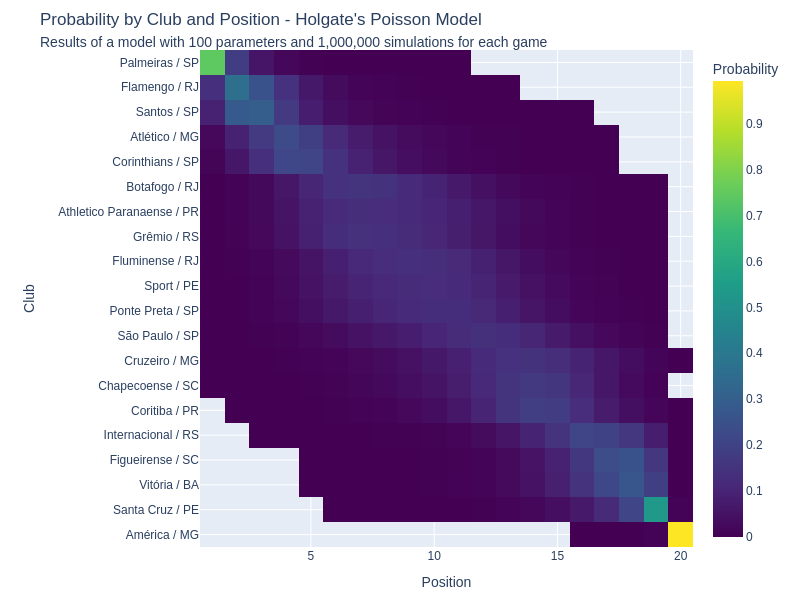 Probability by Club and Position - Holgate's Poisson Model
Results of a model with 100 parameters and 1,000,000 simulations for each game
Probability
Palmeiras / SP
Flamengo / RJ
Santos / SP
Atlético / MG
Corinthians / SP
Botafogo / RJ
Athletico Paranaense / PR
Grêmio / RS
Fluminense / RJ
Sport / PE
Ponte Preta / SP
São Paulo / SP
Cruzeiro / MG
Chapecoense / SC
Coritiba / PR
Internacional / RS
Figueirense / SC
Vitória / BA
Santa Cruz / PE
América / MG
Club
5
10
15
20
Position
0.9
0.8
0.7
0.6
0.5
0.4
0.3
0.2
0.1
0